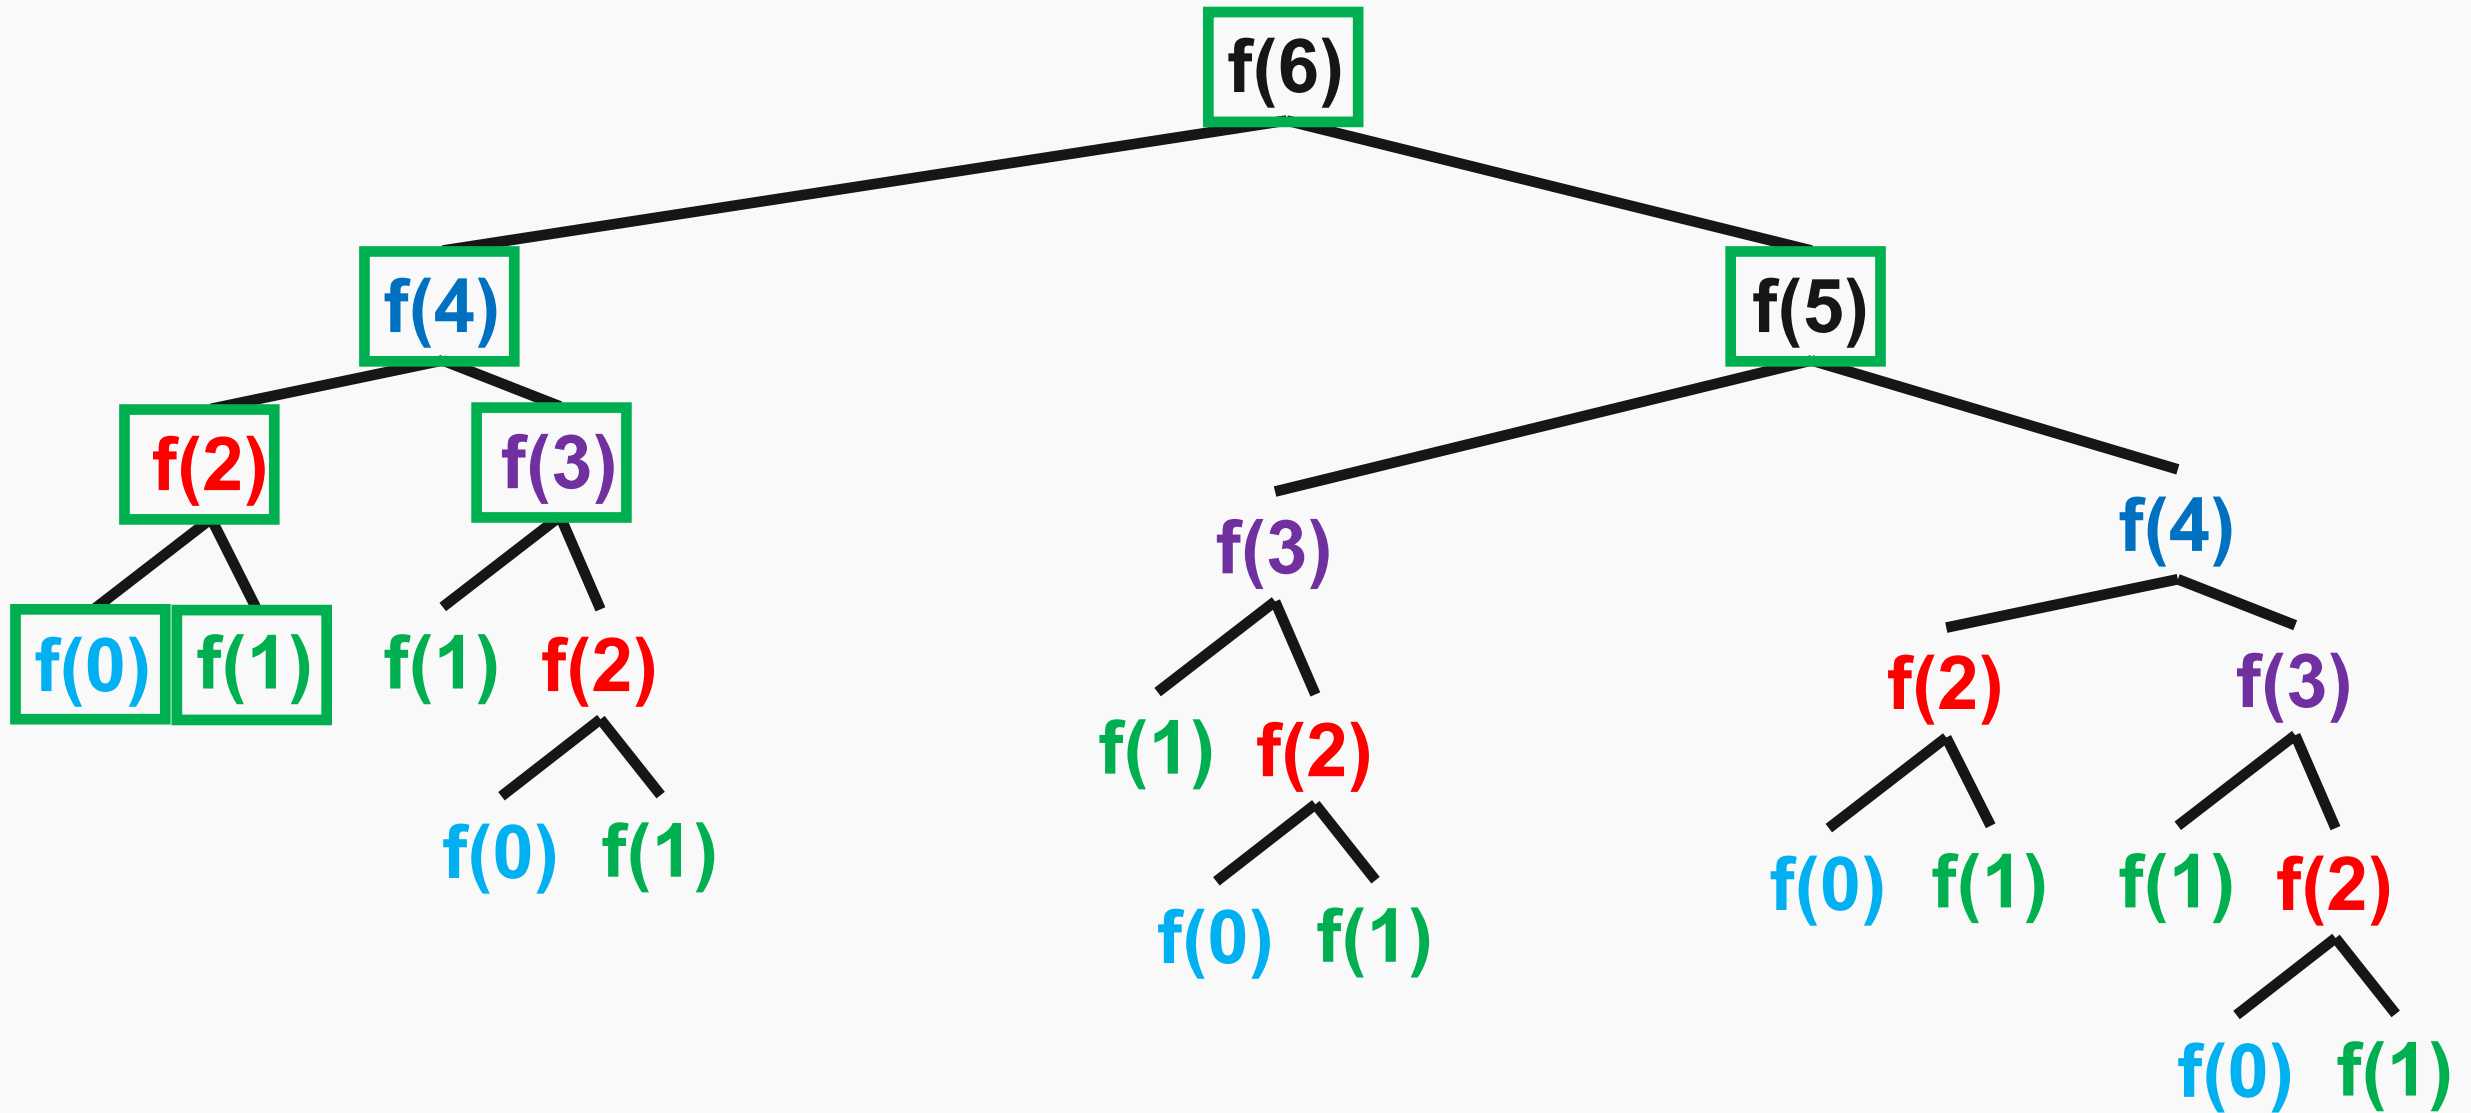 f(6)
f(4) f(5)
f(2) f(3)
f(3) f(4)
f(0) f(1) f(1) f(2)
f(2) f(3)
f(1) f(2)
f(0) f(1)
f(0) f(1) f(1) f(2)
f(0) f(1)
f(0) f(1)